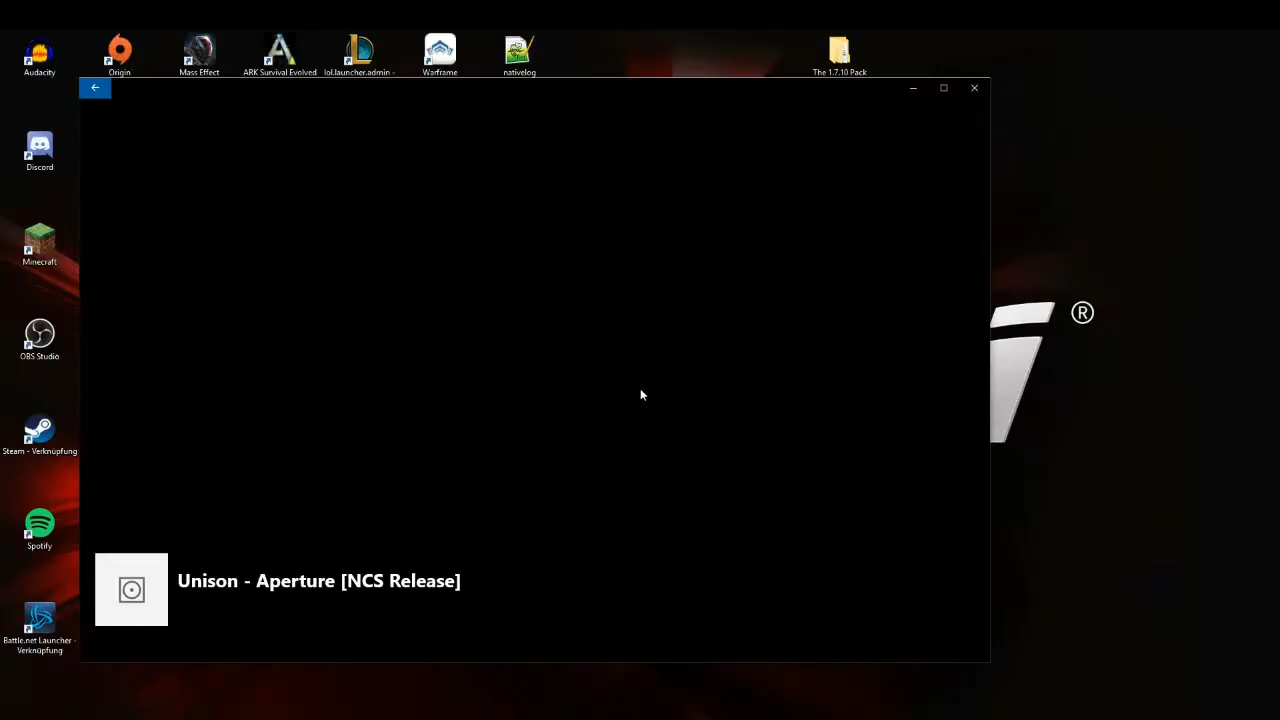 Audacity
Origin
Mass Effect
ARK Survival Evolved
lol.launcher.admin -
Warframe
nativelog
The 1.7.10 Pack
Discord
Minecraft
®
OBS Studio
Steam - Verknüpfung
Spotify
Unison - Aperture [NCS Release]
Battle.net Launcher -
Verknüpfung